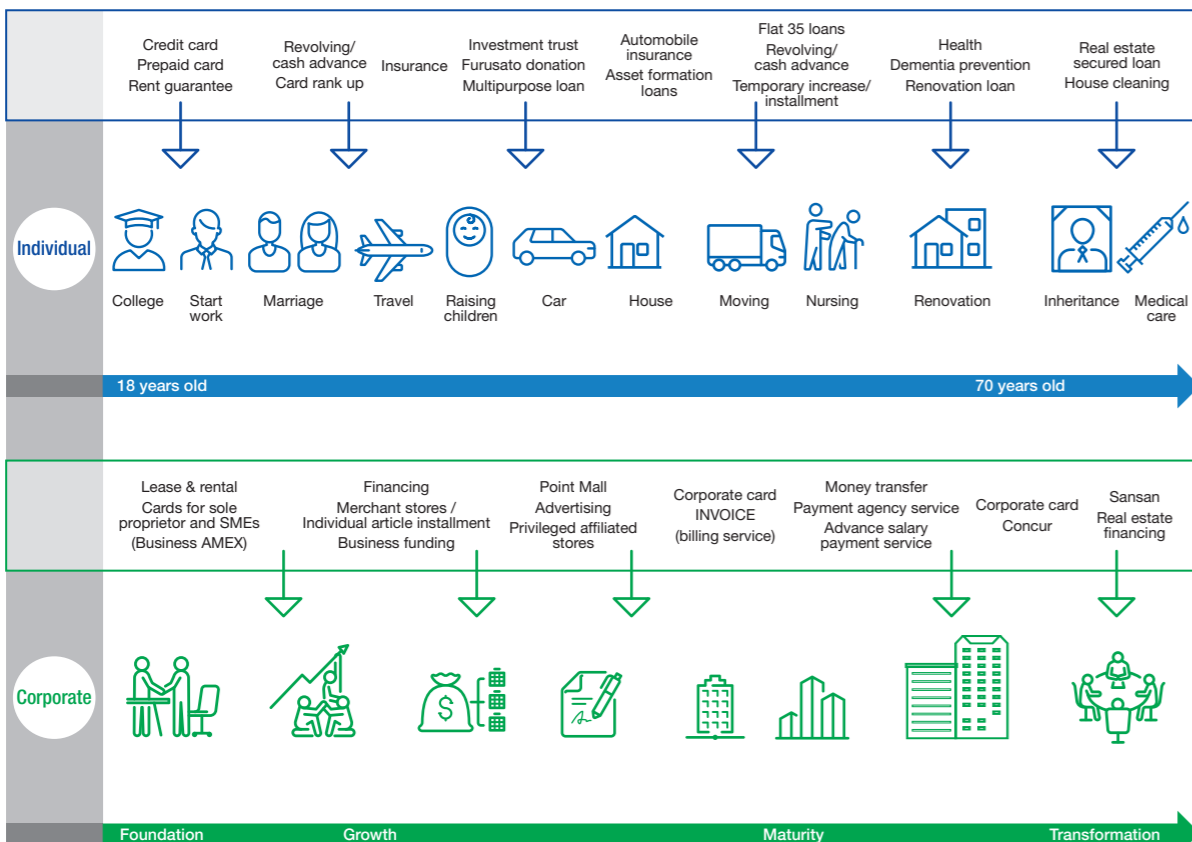 Credit card
Prepaid card
Rent guarantee
Revolving/
cash advance
Card rank up
Insurance
Investment trust
Furusato donation
Multipurpose loan
Automobile
insurance
Asset formation
loans
Flat 35 loans
Revolving/
cash advance
Temporary increase/
installment
Health
Dementia prevention
Renovation loan
Real estate
secured loan
House cleaning
Individual
College
Start
work
Marriage
Travel
Raising
children
Car
House
Moving
Nursing
Renovation
Inheritance
Medical
care
18 years old
70 years old
Lease & rental
Cards for sole
proprietor and SMEs
(Business AMEX)
Financing
Merchant stores /
Individual article installment
Business funding
Point Mall
Advertising
Privileged affiliated
stores
Corporate card
INVOICE
(billing service)
Money transfer
Payment agency service
Advance salary
payment service
Corporate card
Concur
Sansan
Real estate
financing
Corporate
$
Foundation
Growth
Maturity
Transformation